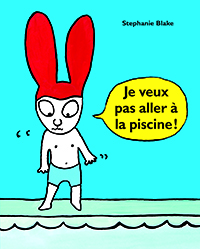 Stephanie Blake
Je veux
pas aller à
la piscine!